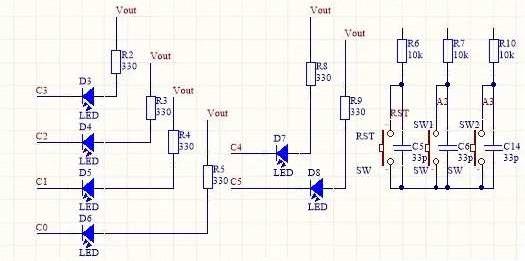 Vout
R2
330
C3
D3
LED
Vout
R3
330
C2
D4
LED
Vout
R4
330
C1
D5
LED
Vout
R5
330
C0
D6
LED
Vout
R8
330
C4
D7
LED
Vout
R9
330
C5
D8
LED
R6
10k
R7
10k
R10
10k
RST
A2
A3
RST
SW1
SW2
C5
33p
C6
33p
C14
33p
SW
SW
SW